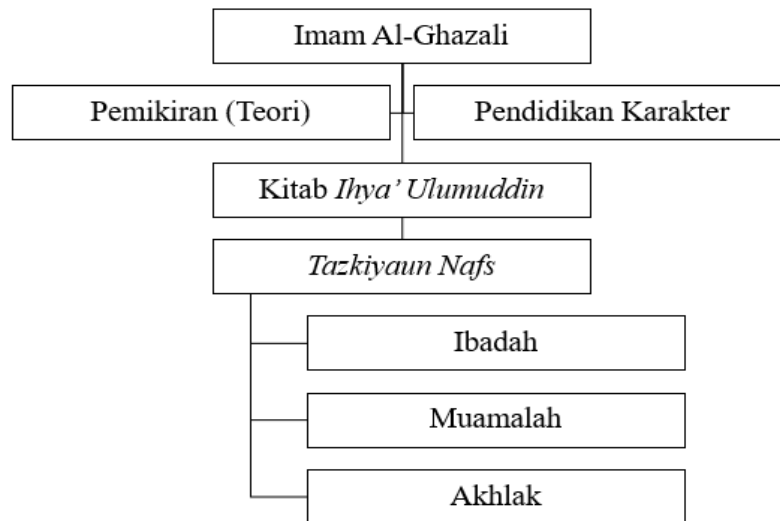 Imam Al-Ghazali
Pemikiran (Teori)
Pendidikan Karakter
Kitab Ihya’ Ulumuddin
Tazkiyaun Nafs
Ibadah
Muamalah
Akhlak